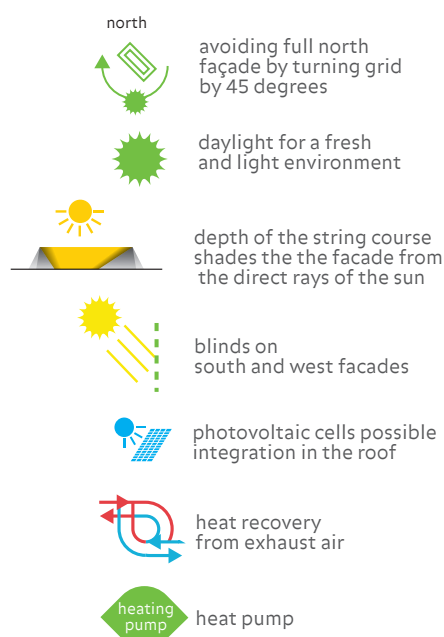 north
avoiding full north
façade by turning grid
by 45 degrees
daylight for a fresh
and light environment
depth of the string course
shades the the facade from
the direct rays of the sun
blinds on
south and west facades
photovoltaic cells possible
integration in the roof
heat recovery
from exhaust air
heating
pump
heat pump